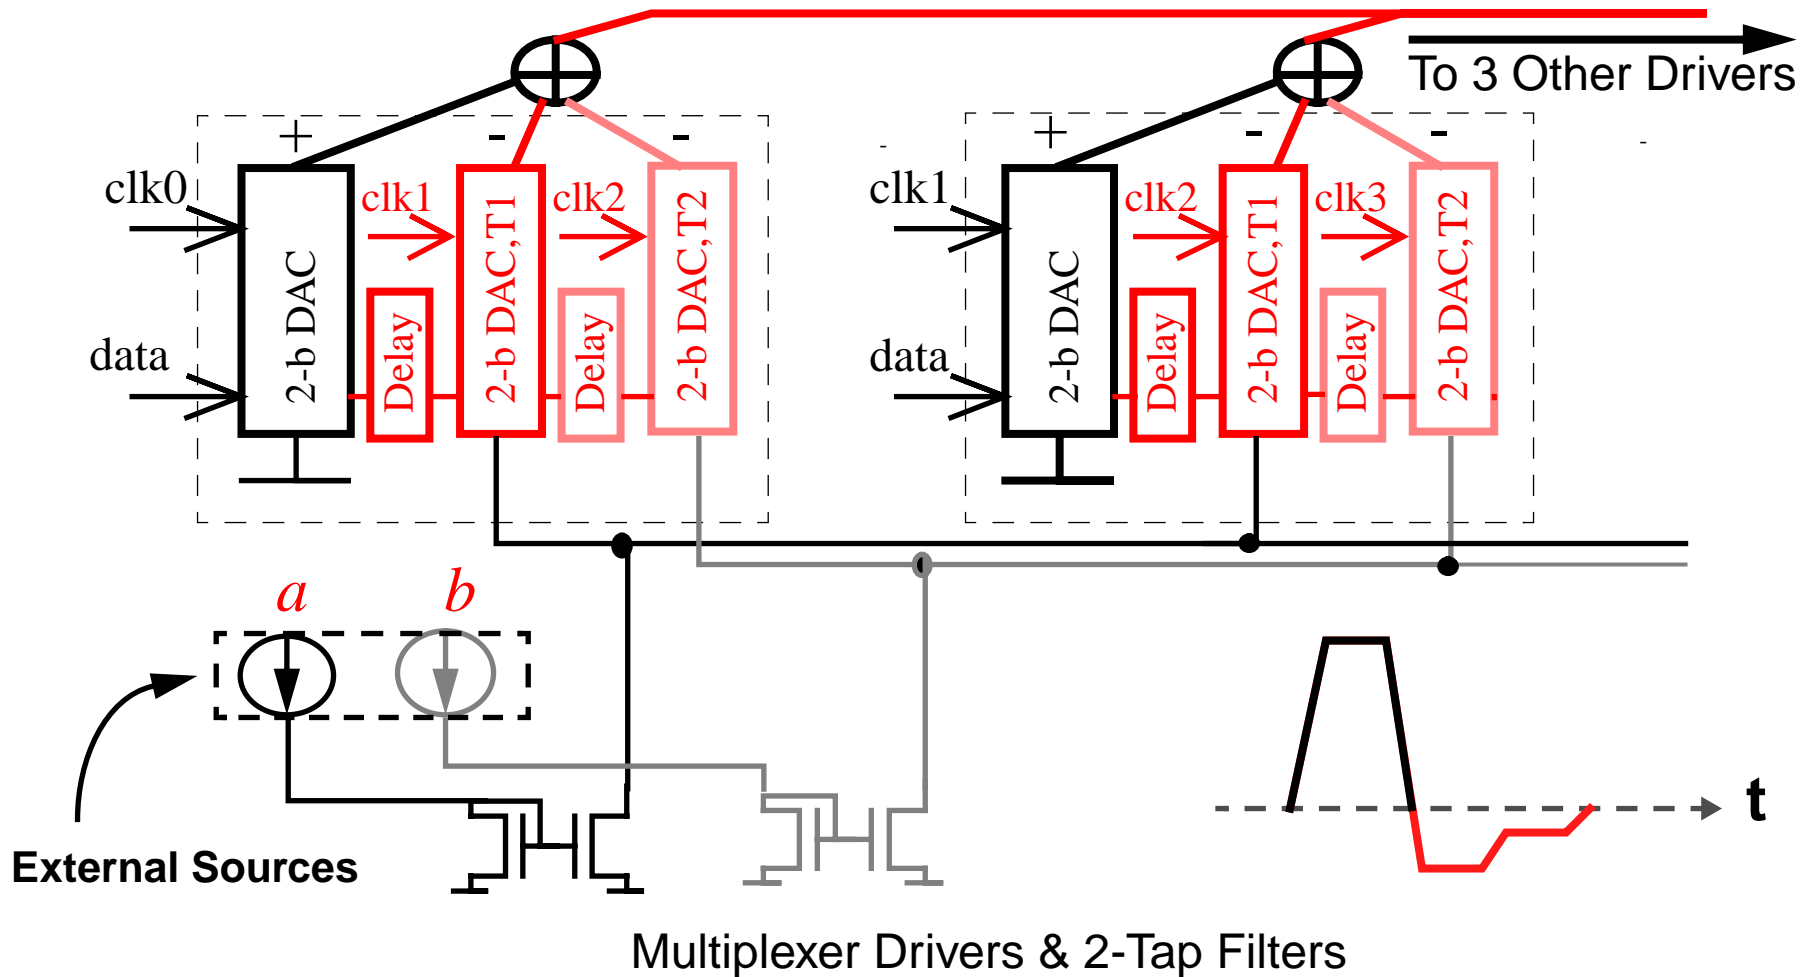 To 3 Other Drivers
+ - - + - -
clk0 clk1 clk2 clk1 clk2 clk3
data 2-b DAC Delay 2-b DAC,T1 Delay 2-b DAC,T2 data 2-b DAC Delay 2-b DAC,T1 Delay 2-b DAC,T2
a b
t
External Sources
Multiplexer Drivers & 2-Tap Filters